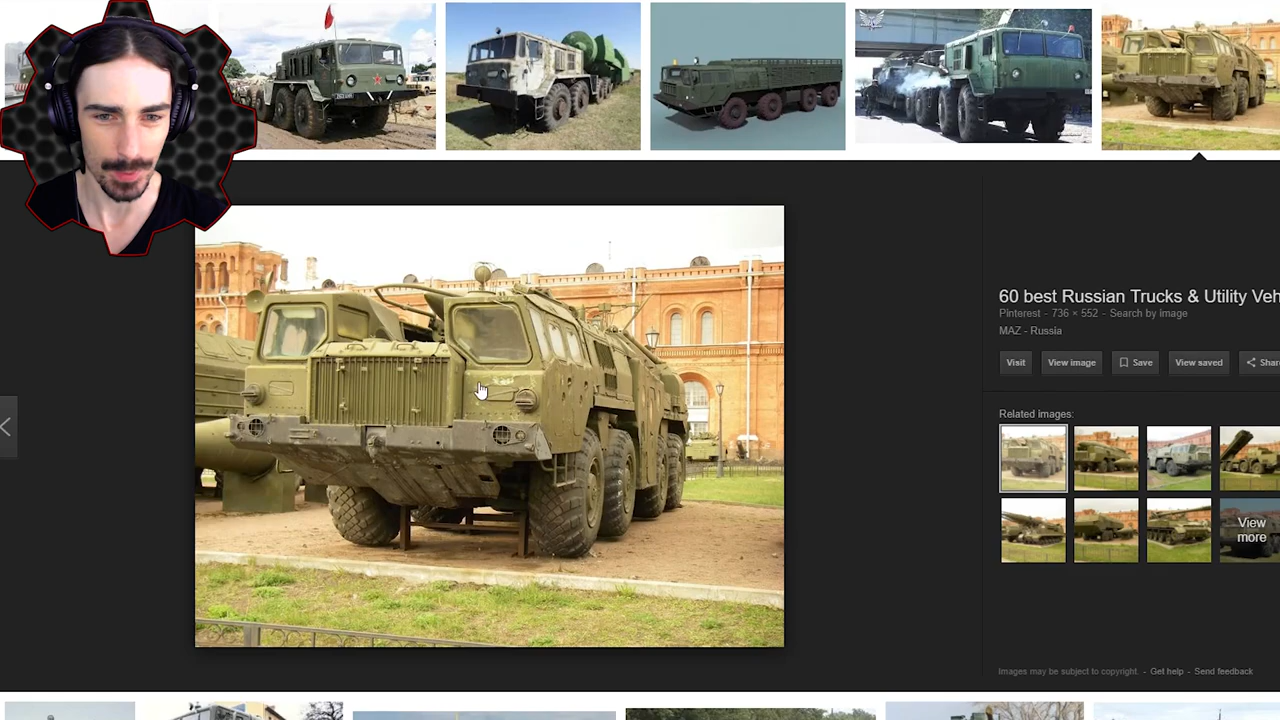 60 best Russian Trucks & Utility Veh
Pinterest - 736 × 552 - Search by image
MAZ - Russia
Visit
View image
Save
View saved
Shar
Related images:
View
more
Images may be subject to copyright. - Get help - Send feedback